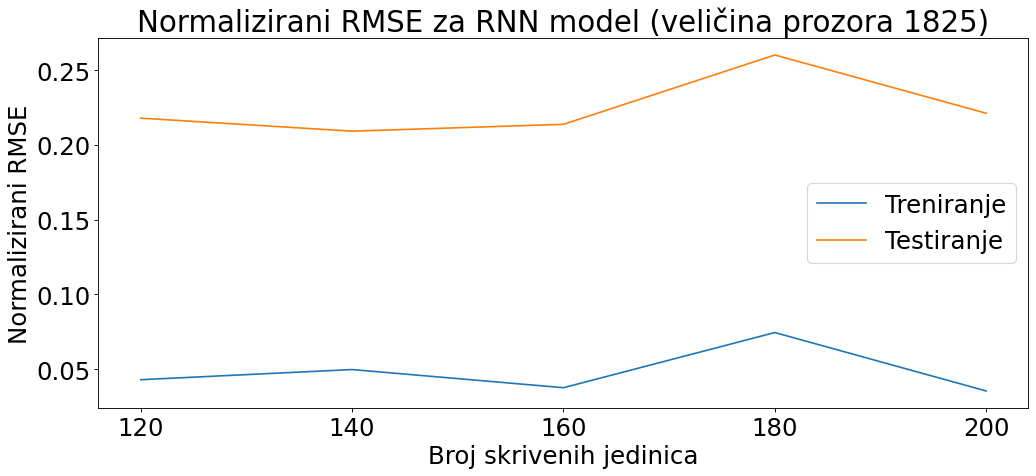 Normalizirani RMSE za RNN model (veličina prozora 1825)
Normalizirani RMSE
0.25
0.20
0.15
0.10
0.05
Treniranje
Testiranje
120 140 160 180 200
Broj skrivenih jedinica